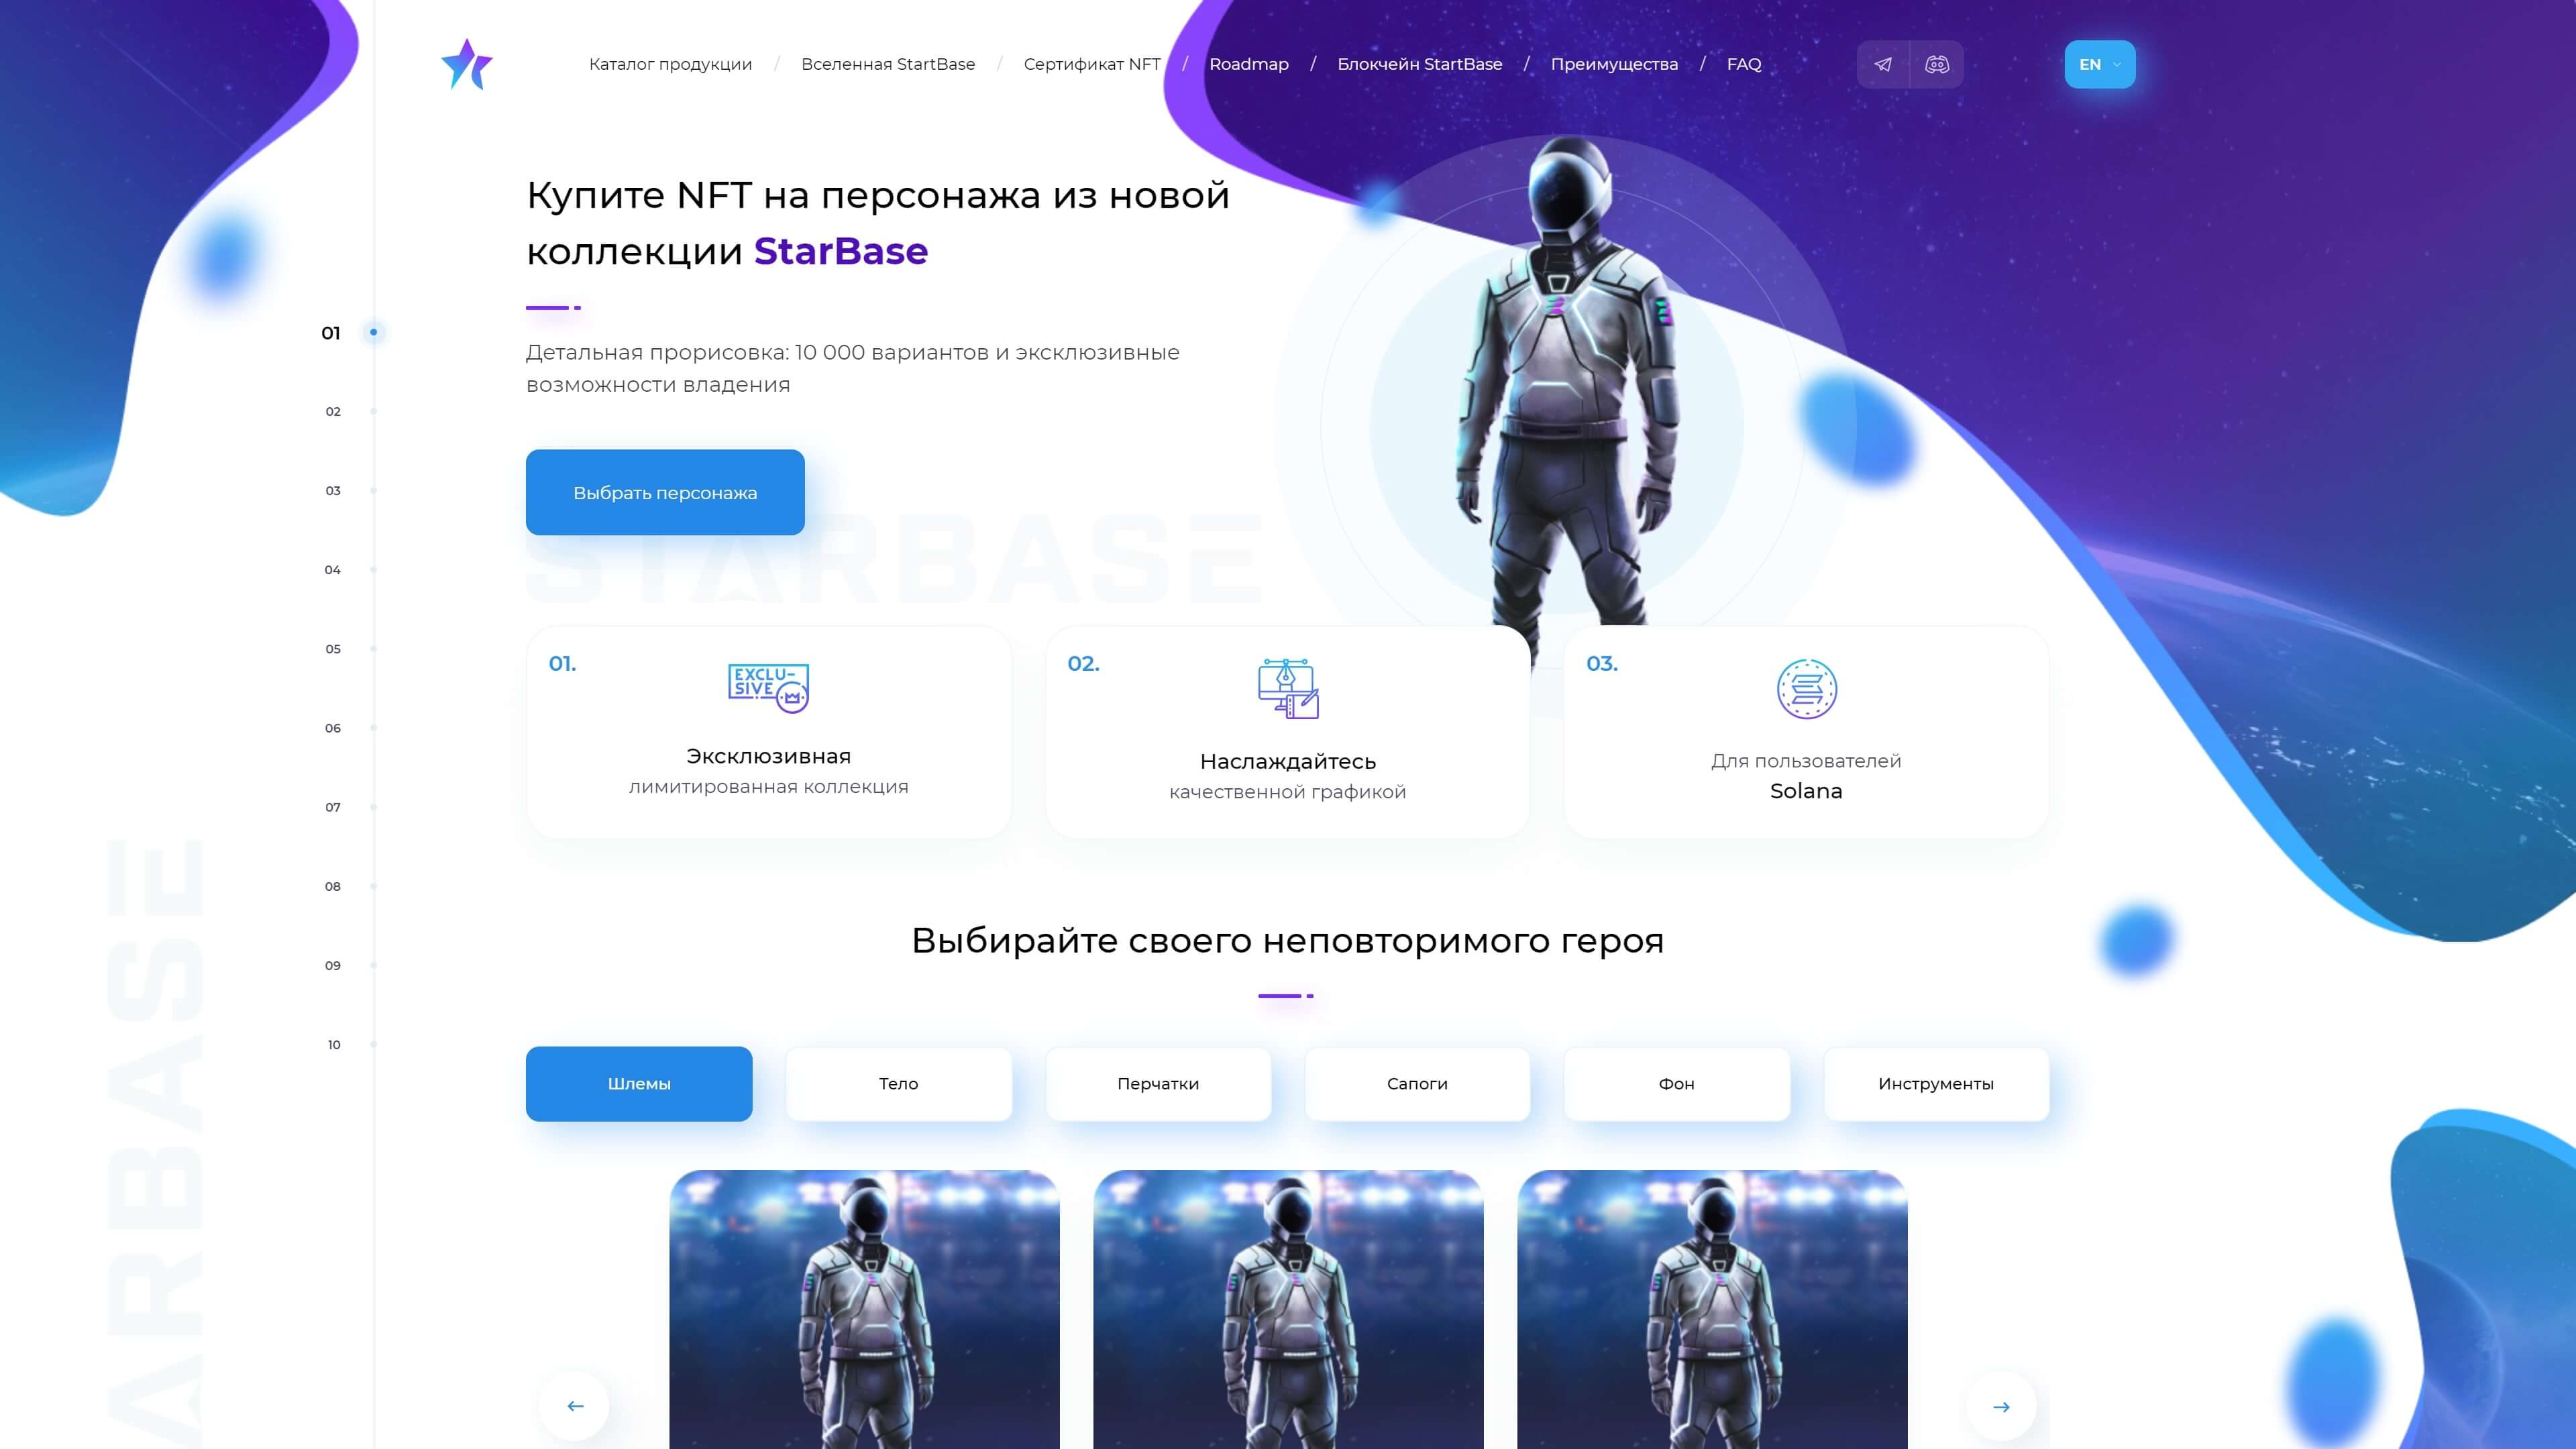 Каталог продукции / Вселенная StartBase / Сертификат NFT / Roadmap / Блокчейн StartBase / Преимущества / FAQ
EN
Купите NFT на персонажа из новой
коллекции StarBase
Детальная прорисовка: 10 000 вариантов и эксклюзивные
возможности владения
Выбрать персонажа
STARBASE
01
02
03
04
05
06
07
08
09
10
ARBASE
01.
EXCLU-
SIVE
Эксклюзивная
лимитированная коллекция
02.
Наслаждайтесь
качественной графикой
03.
Для пользователей
Solana
Выбирайте своего неповторимого героя
Шлемы
Тело
Перчатки
Сапоги
Фон
Инструменты